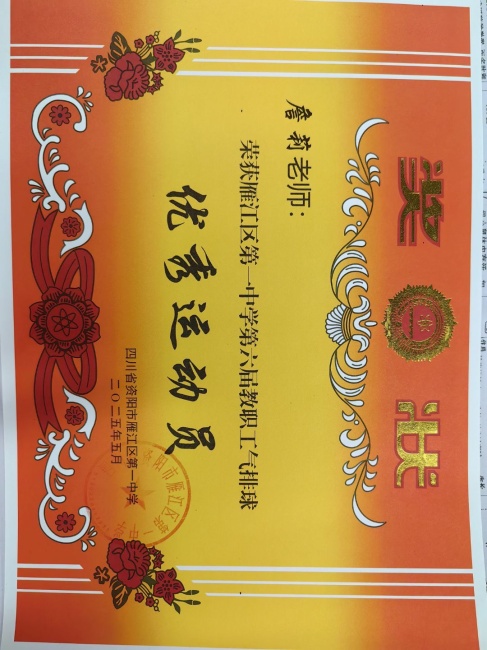 奖状
詹莉老师：
荣获雁江区第一中学第六届教职工气排球
优秀运动员
四川省资阳市雁江区第一中学
二〇二五年五月